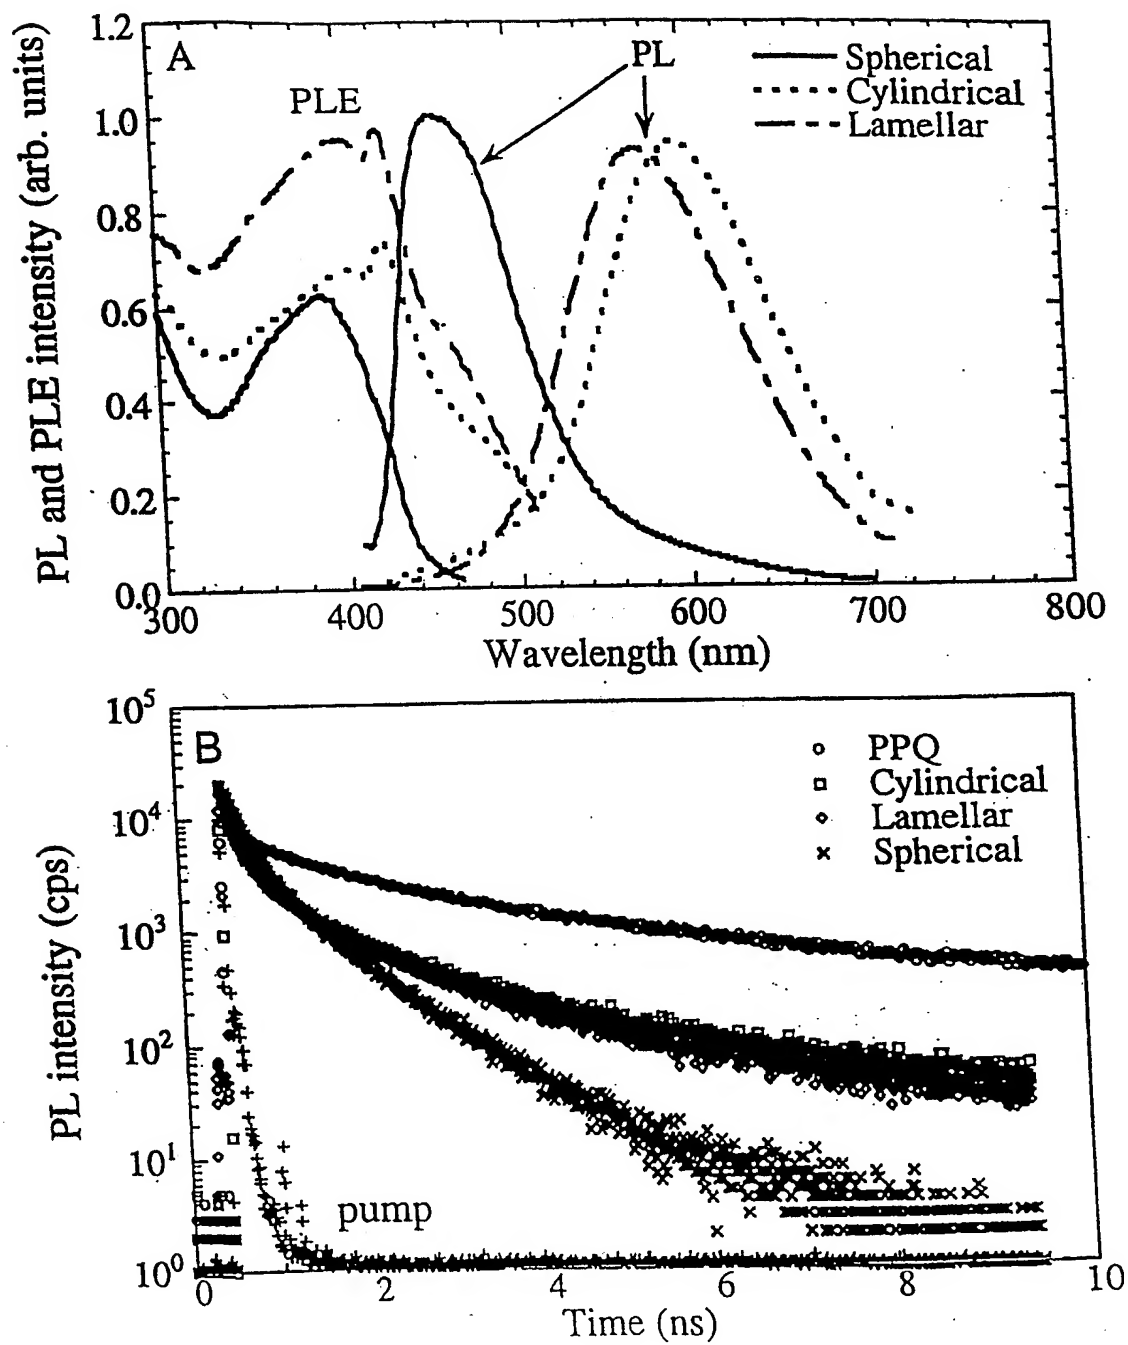 1.2
A
PL
Spherical
Cylindrical
Lamellar
PLE
1.0
0.8
0.6
0.4
0.2
0.0
PL and PLE intensity (arb. units)
300 400 500 600 700 800
Wavelength (nm)
10^5
B
PPQ
Cylindrical
Lamellar
Spherical
10^4
10^3
10^2
10^1
10^0
PL intensity (cps)
pump
0 2 4 6 8 10
Time (ns)